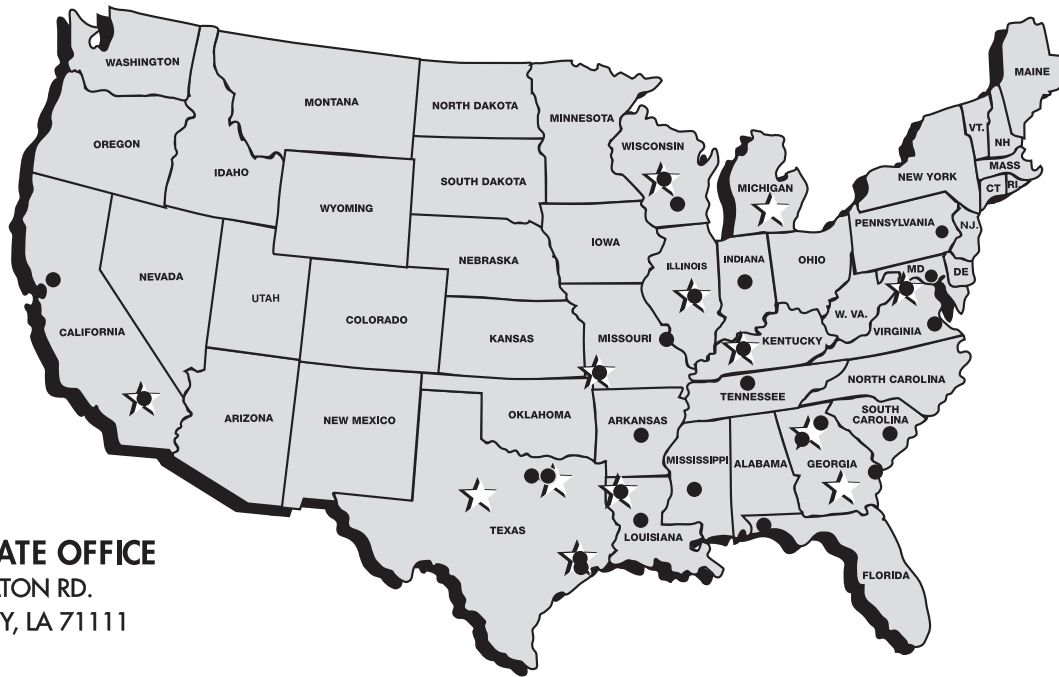 WASHINGTON
MONTANA
NORTH DAKOTA
MINNESOTA
MAINE
OREGON
IDAHO
WISCONSIN
VT.
NH
MASS
SOUTH DAKOTA
MICHIGAN
NEW YORK
CT
RI
WYOMING
PENNSYLVANIA
NJ.
NEVADA
NEBRASKA
IOWA
ILLINOIS
INDIANA
OHIO
MD
DE
UTAH
COLORADO
W. VA.
CALIFORNIA
KANSAS
MISSOURI
KENTUCKY
VIRGINIA
ARIZONA
NEW MEXICO
OKLAHOMA
ARKANSAS
TENNESSEE
NORTH CAROLINA
SOUTH
CAROLINA
MISSISSIPPI
ALABAMA
GEORGIA
TEXAS
LOUISIANA
FLORIDA
ATE OFFICE
TON RD.
Y, LA 71111